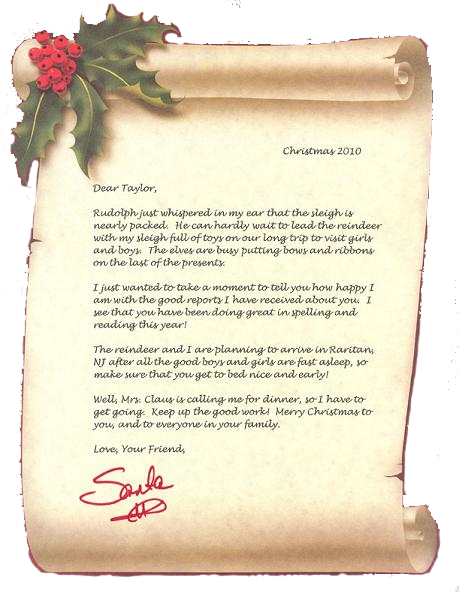 Christmas 2010
Dear Taylor,
Rudolph just whispered in my ear that the sleigh is
nearly packed. He can hardly wait to lead the reindeer
with my sleigh full of toys on our long trip to visit girls
and boys. The elves are busy putting bows and ribbons
on the last of the presents.
I just wanted to take a moment to tell you how happy I
am with the good reports I have received about you. I
see that you have been doing great in spelling and
reading this year!
The reindeer and I are planning to arrive in Raritan,
NJ after all the good boys and girls are fast asleep, so
make sure that you get to bed nice and early!
Well, Mrs. Claus is calling me for dinner, so I have to
get going. Keep up the good work! Merry Christmas to
you, and to everyone in your family.
Love, Your Friend,
Santa